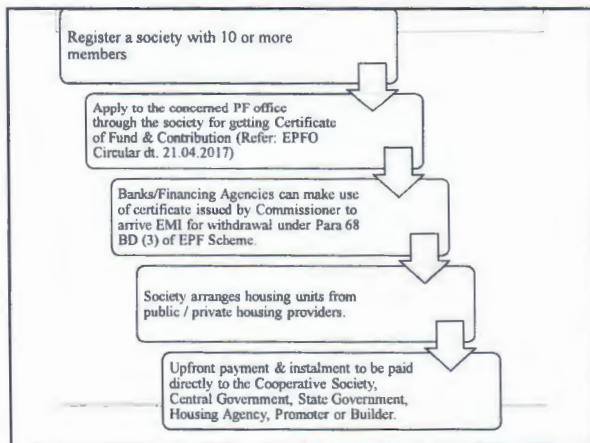 Register a society with 10 or more
members
Apply to the concerned PF office
through the society for getting Certificate
of Fund & Contribution (Refer: EPFO
Circular dt. 21.04.2017)
Banks/Financing Agencies can make use
of certificate issued by Commissioner to
arrive EMI for withdrawal under Para 68
BD (3) of EPF Scheme.
Society arranges housing units from
public / private housing providers.
Upfront payment & instalment to be paid
directly to the Cooperative Society,
Central Government, State Government,
Housing Agency, Promoter or Builder.